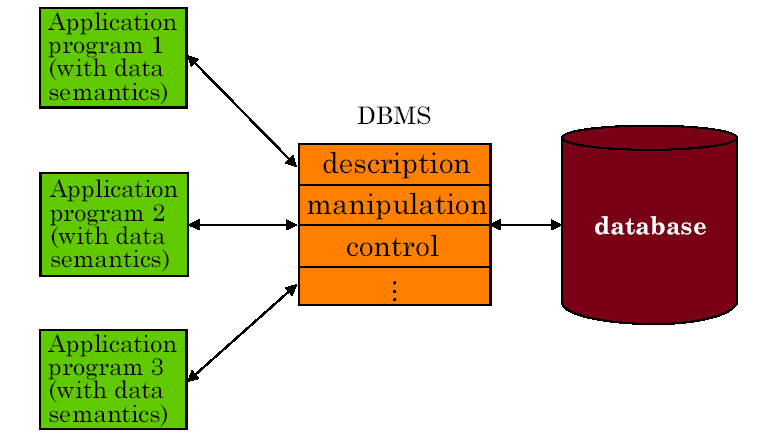 Application
program 1
(with data
semantics)
Application
program 2
(with data
semantics)
Application
program 3
(with data
semantics)
DBMS
description
manipulation
control
⋮
database